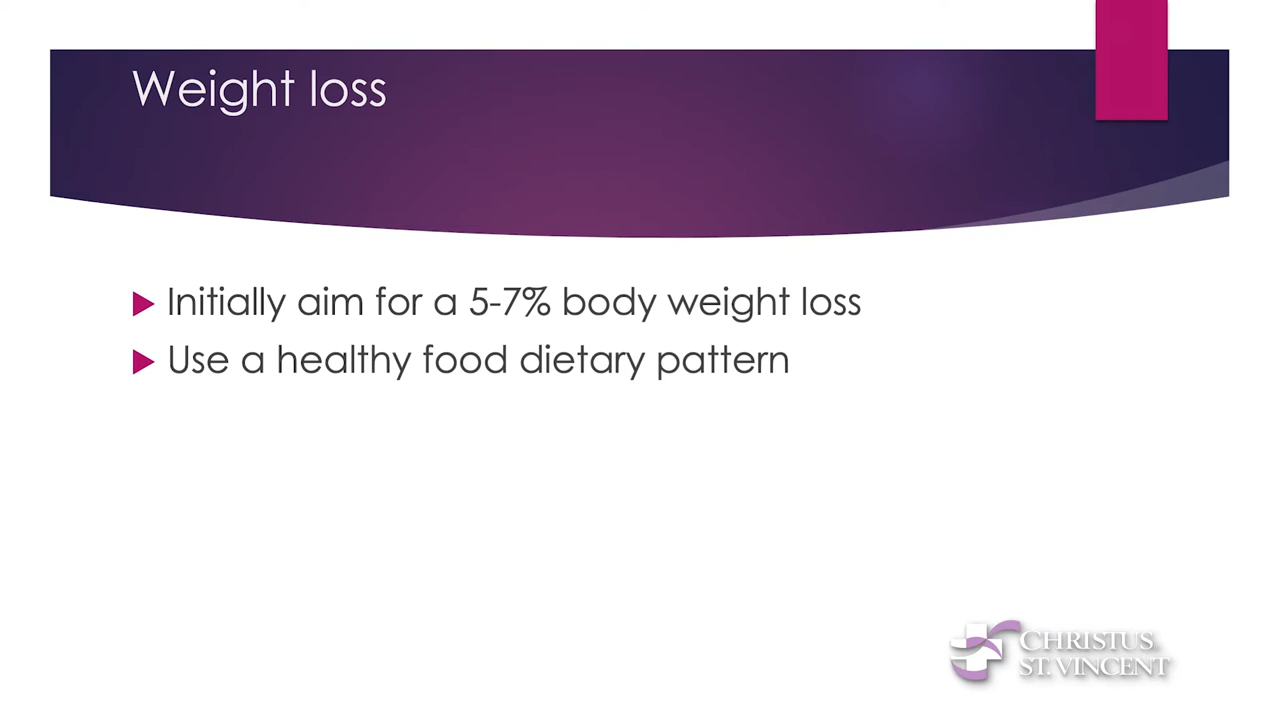 Weight loss
Initially aim for a 5-7% body weight loss
Use a healthy food dietary pattern
CHRISTUS
ST. VINCENT